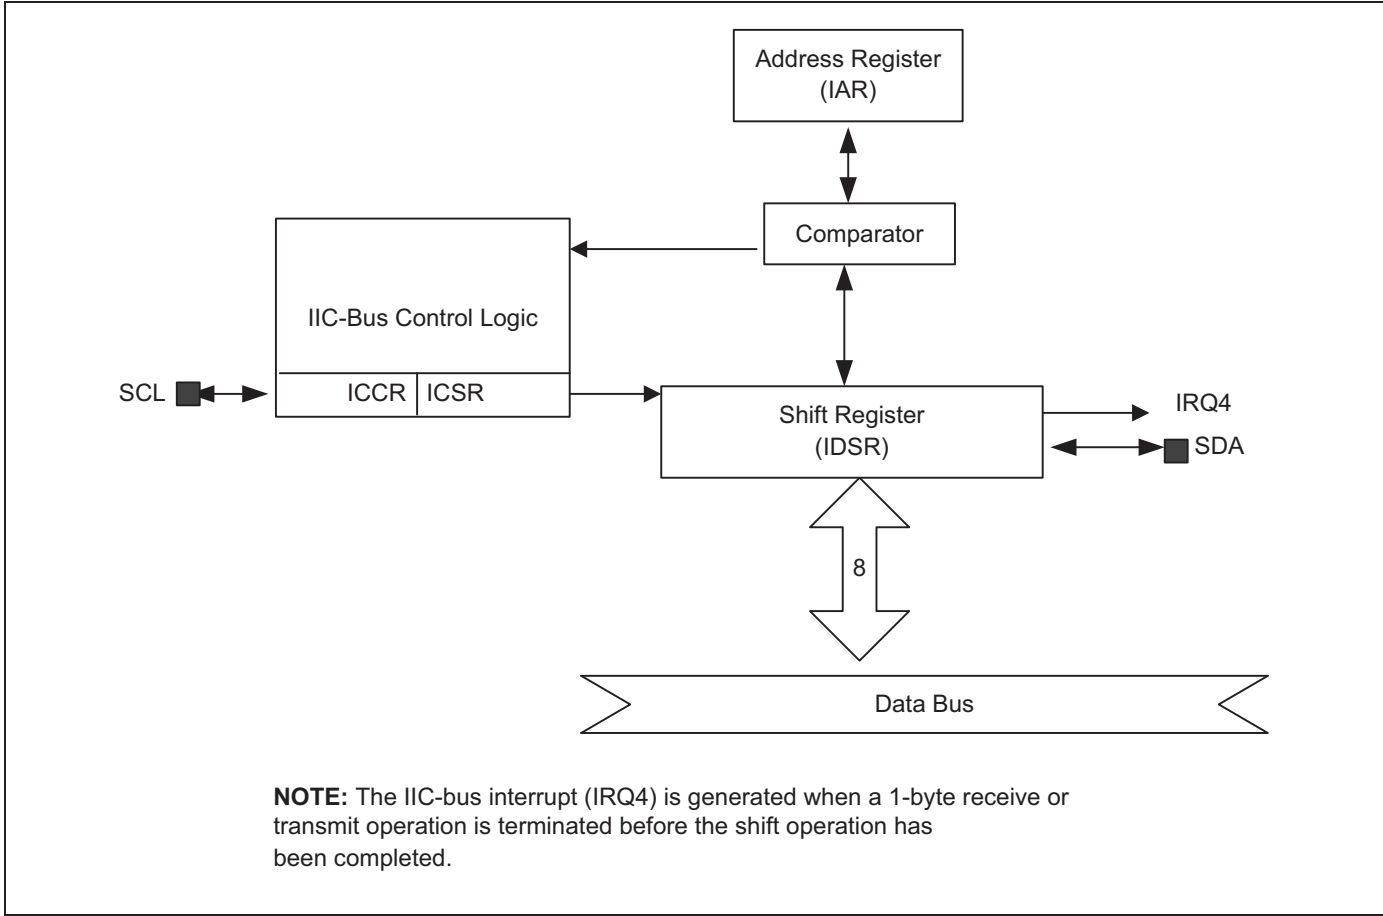 Address Register
(IAR)
Comparator
IIC-Bus Control Logic
SCL
ICCR
ICSR
Shift Register
(IDSR)
IRQ4
SDA
8
Data Bus
NOTE: The IIC-bus interrupt (IRQ4) is generated when a 1-byte receive or
transmit operation is terminated before the shift operation has
been completed.